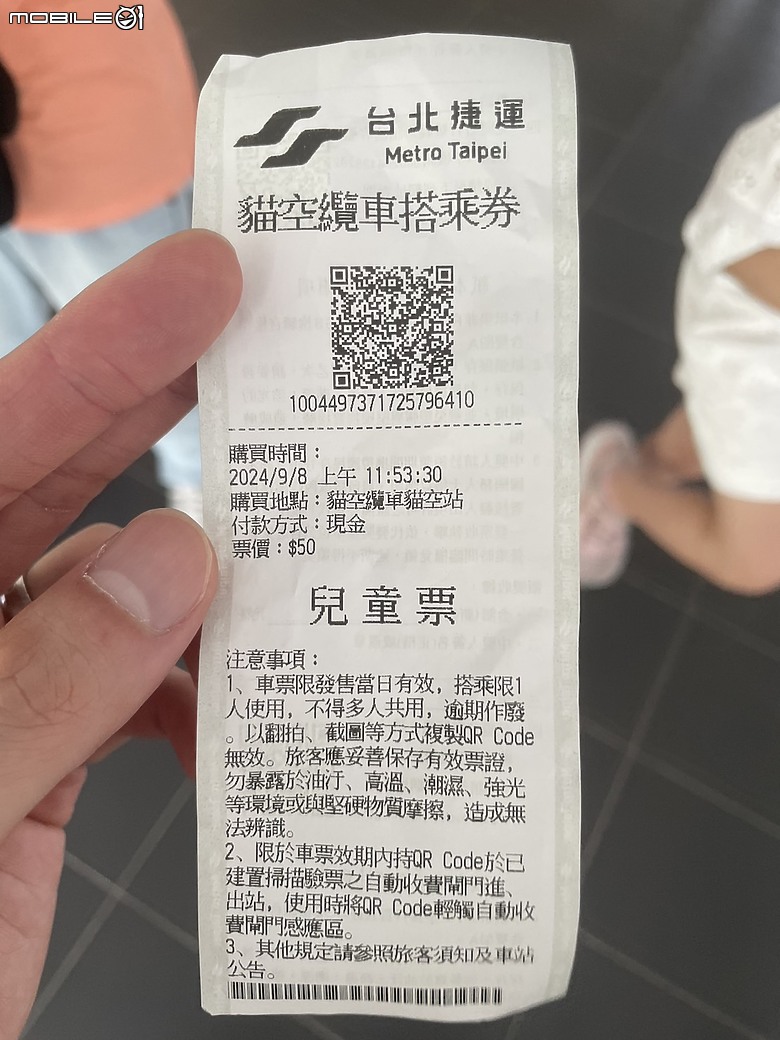 MOBILE01
台北捷運
Metro Taipei
貓空纜車搭乘券
1004497371725796410
購買時間：
2024/9/8 上午 11:53:30
購買地點：貓空纜車貓空站
付款方式：現金
票價：$50
兒童票
注意事項：
1、車票限發售當日有效，搭乘限1
人使用，不得多人共用，逾期作廢
。以翻拍、截圖等方式複製QR Code
無效。旅客應妥善保存有效票證，
勿暴露於油汙、高溫、潮濕、強光
等環境或與堅硬物質摩擦，造成無
法辨識。
2、限於車票效期內持QR Code於已
建置掃描驗票之自動收費閘門進、
出站，使用時將QR Code輕觸自動收
費閘門感應區。
3、其他規定請參照旅客須知及車站
公告。